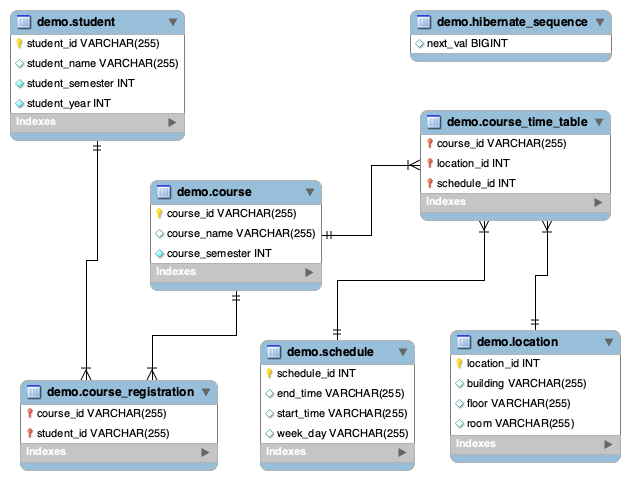 demo.student
student_id VARCHAR(255)
student_name VARCHAR(255)
student_semester INT
student_year INT
Indexes
demo.hibernate_sequence
next_val BIGINT
demo.course_time_table
course_id VARCHAR(255)
location_id INT
schedule_id INT
Indexes
demo.course
course_id VARCHAR(255)
course_name VARCHAR(255)
course_semester INT
Indexes
demo.schedule
schedule_id INT
end_time VARCHAR(255)
start_time VARCHAR(255)
week_day VARCHAR(255)
Indexes
demo.location
location_id INT
building VARCHAR(255)
floor VARCHAR(255)
room VARCHAR(255)
Indexes
demo.course_registration
course_id VARCHAR(255)
student_id VARCHAR(255)
Indexes